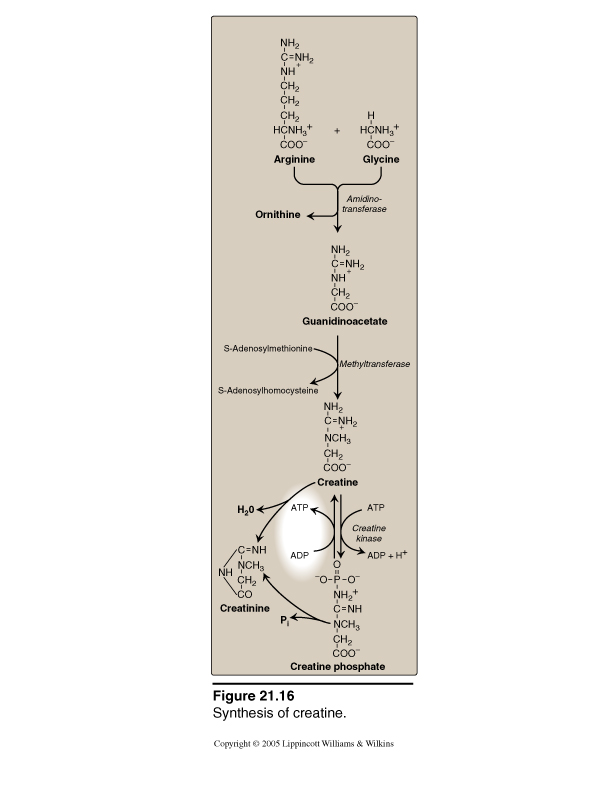 NH2
C=NH2
+
NH
CH2
CH2
CH2
HCNH3+
COO−
Arginine
+
H
HCNH3+
COO−
Glycine
Amidino-
transferase
Ornithine
NH2
C=NH2
+
NH
CH2
COO−
Guanidinoacetate
S-Adenosylmethionine
Methyltransferase
S-Adenosylhomocysteine
NH2
C=NH2
+
NCH3
CH2
COO−
Creatine
H20
ATP
ATP
Creatine
kinase
ADP
ADP + H+
C=NH
NCH3
NH
CH2
CO
Creatinine
O
−O-P-O−
NH2+
C=NH
NCH3
CH2
COO−
Pi
Creatine phosphate
Figure 21.16
Synthesis of creatine.
Copyright © 2005 Lippincott Williams & Wilkins